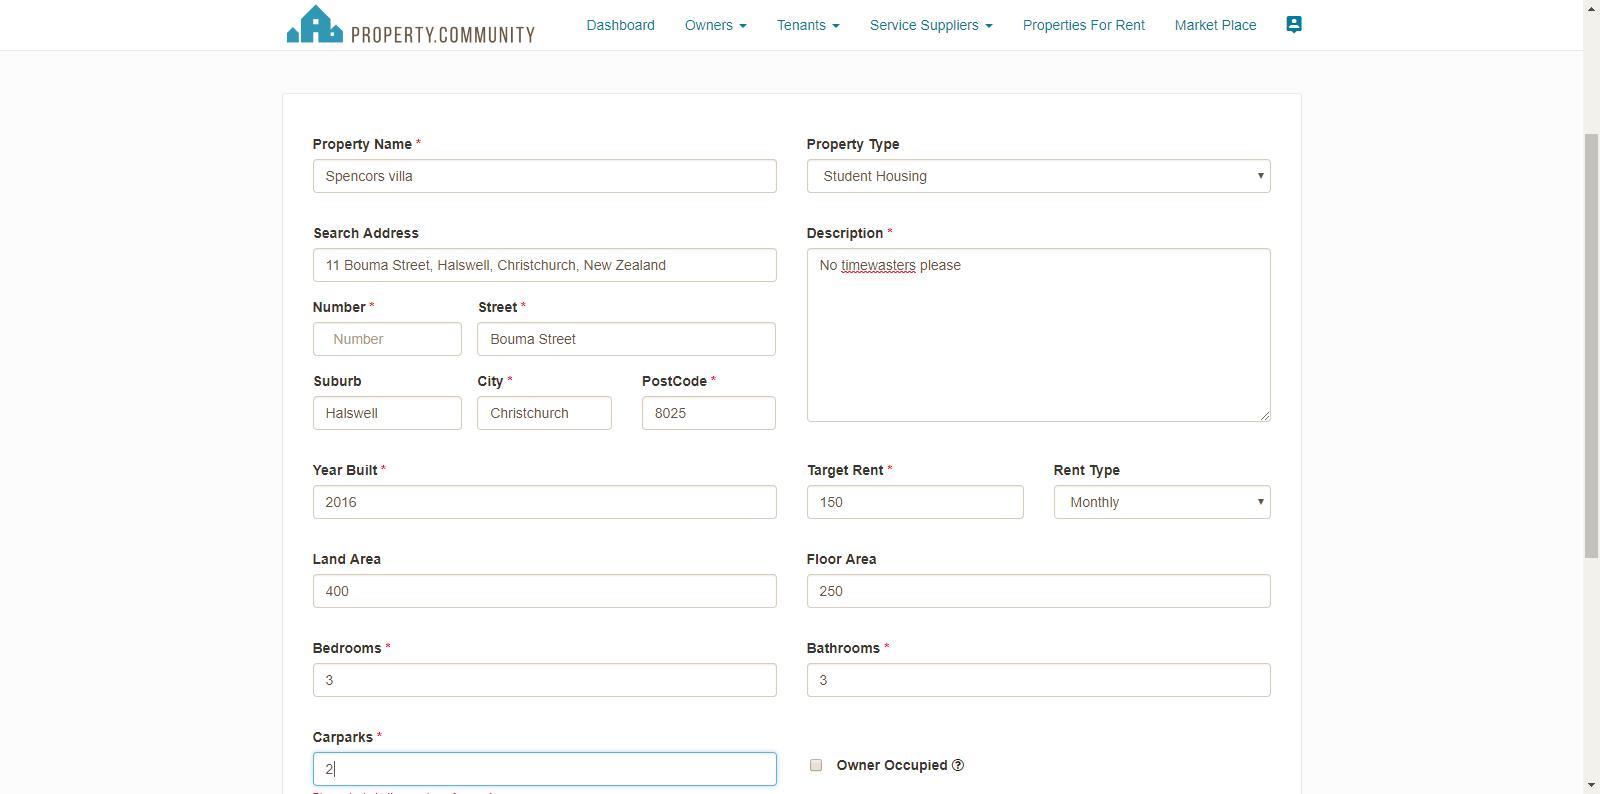 PROPERTY.COMMUNITY
Dashboard Owners Tenants Service Suppliers Properties For Rent Market Place
Property Name * Property Type
Spencors villa Student Housing
Search Address Description *
11 Bouma Street, Halswell, Christchurch, New Zealand No timewasters please
Number * Street *
Number Bouma Street
Suburb City * PostCode *
Halswell Christchurch 8025
Year Built * Target Rent * Rent Type
2016 150 Monthly
Land Area Floor Area
400 250
Bedrooms * Bathrooms *
3 3
Carparks *
2 Owner Occupied